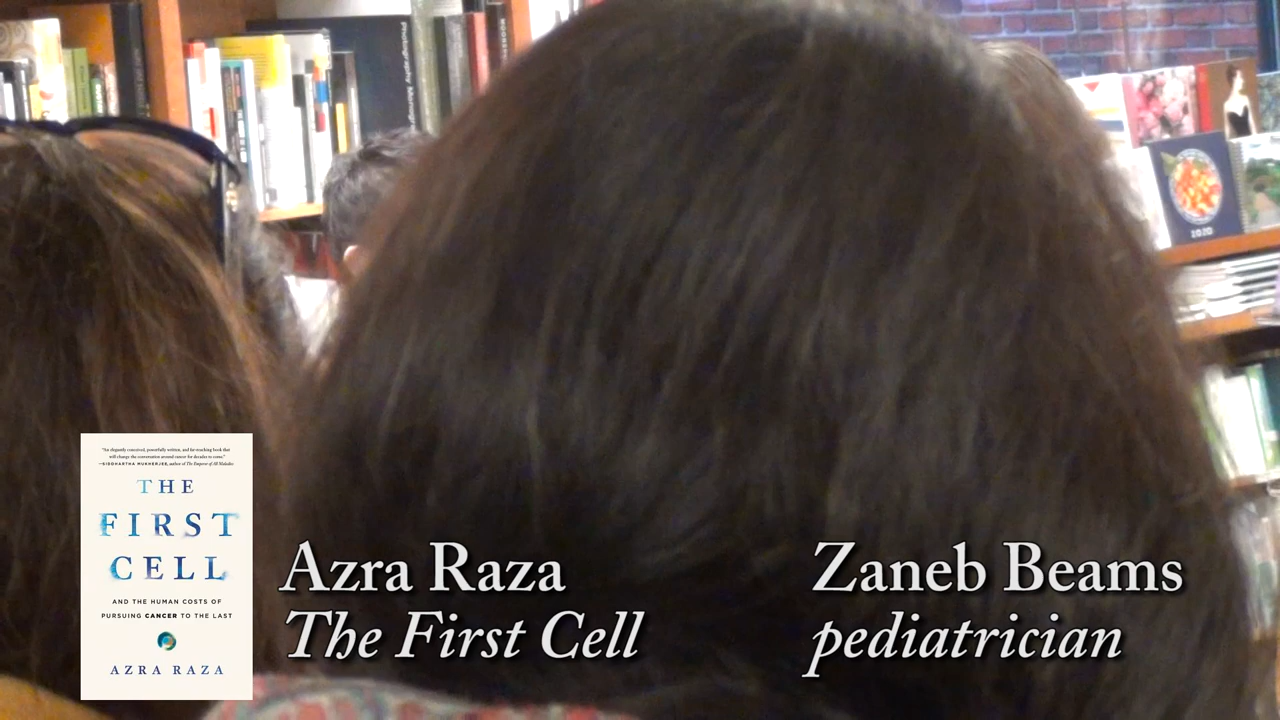 "An elegantly conceived, powerfully written, and far-reaching book that
will change the conversation around cancer for decades to come."
—SIDDHARTHA MUKHERJEE, author of The Emperor of All Maladies
THE
FIRST
CELL
AND THE HUMAN COSTS OF
PURSUING CANCER TO THE LAST
AZRA RAZA
Azra Raza
The First Cell
Zaneb Beams
pediatrician
2020